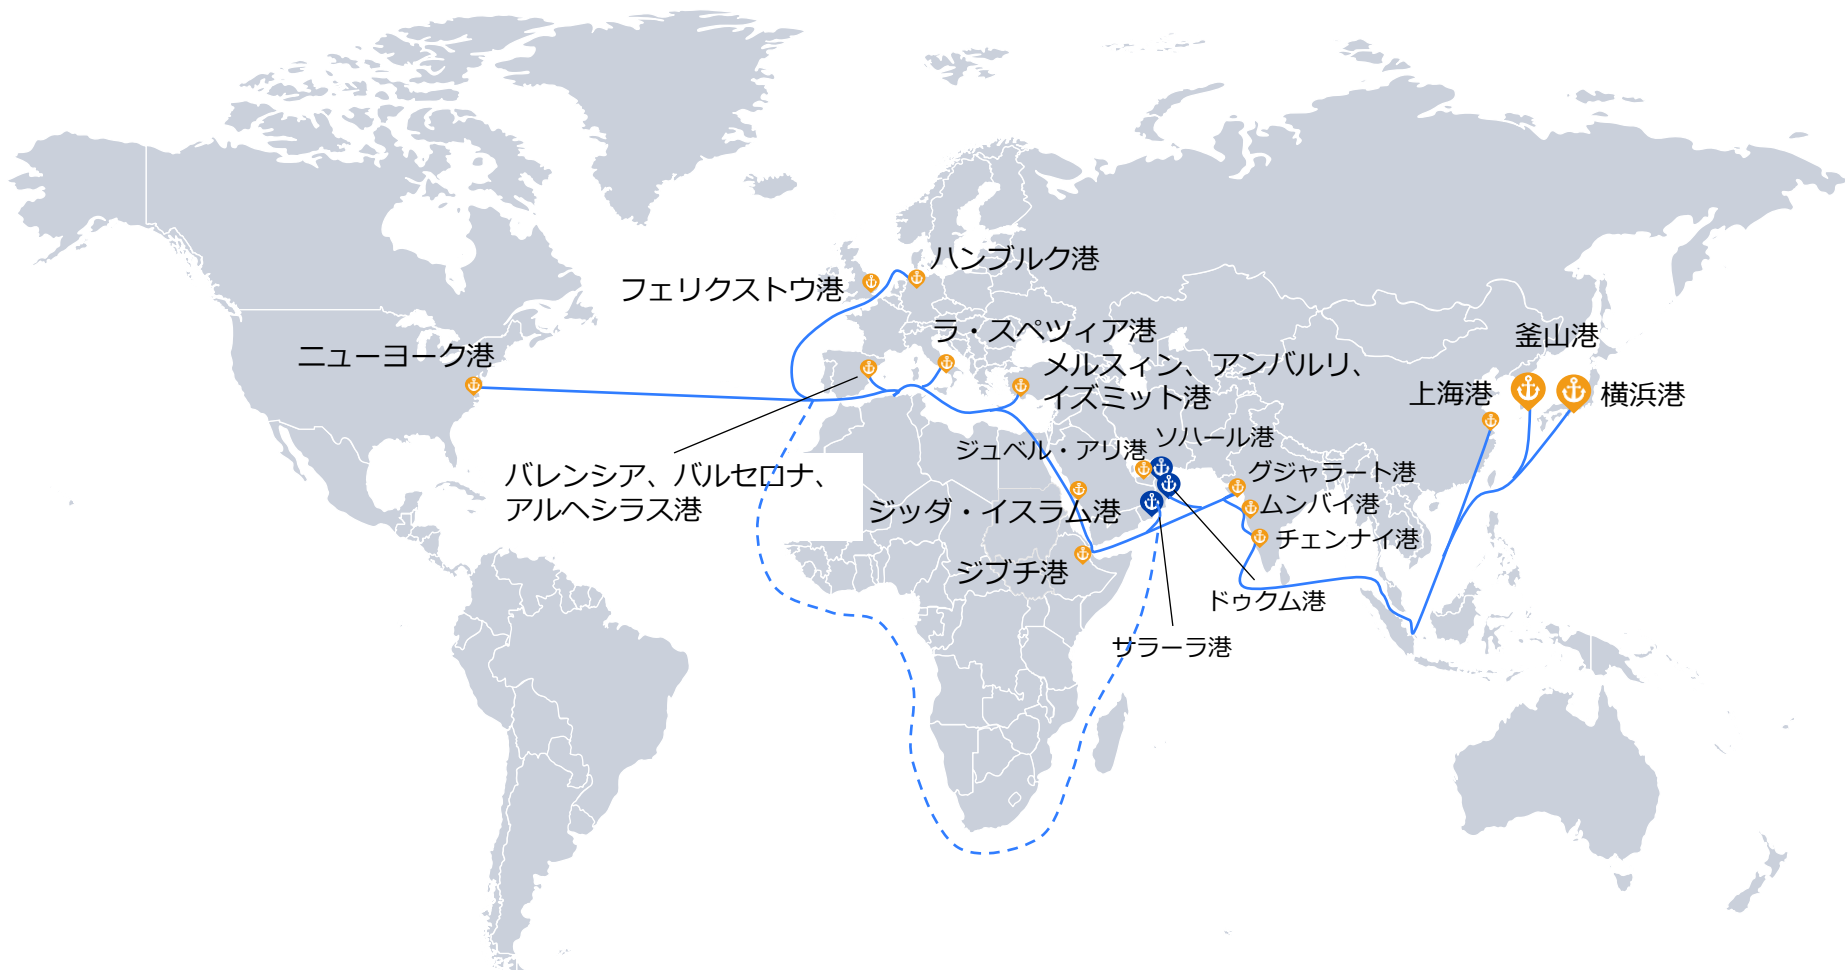 ハンブルク港
フェリクストウ港
ラ・スペツィア港
釜山港
ニューヨーク港
メルスィン、アンバルリ、
イズミット港
上海港
横浜港
ジュベル・アリ港
ソハール港
バレンシア、バルセロナ、
アルヘシラス港
グジャラート港
ジッダ・イスラム港
ムンバイ港
チェンナイ港
ジブチ港
ドゥクム港
サラーラ港